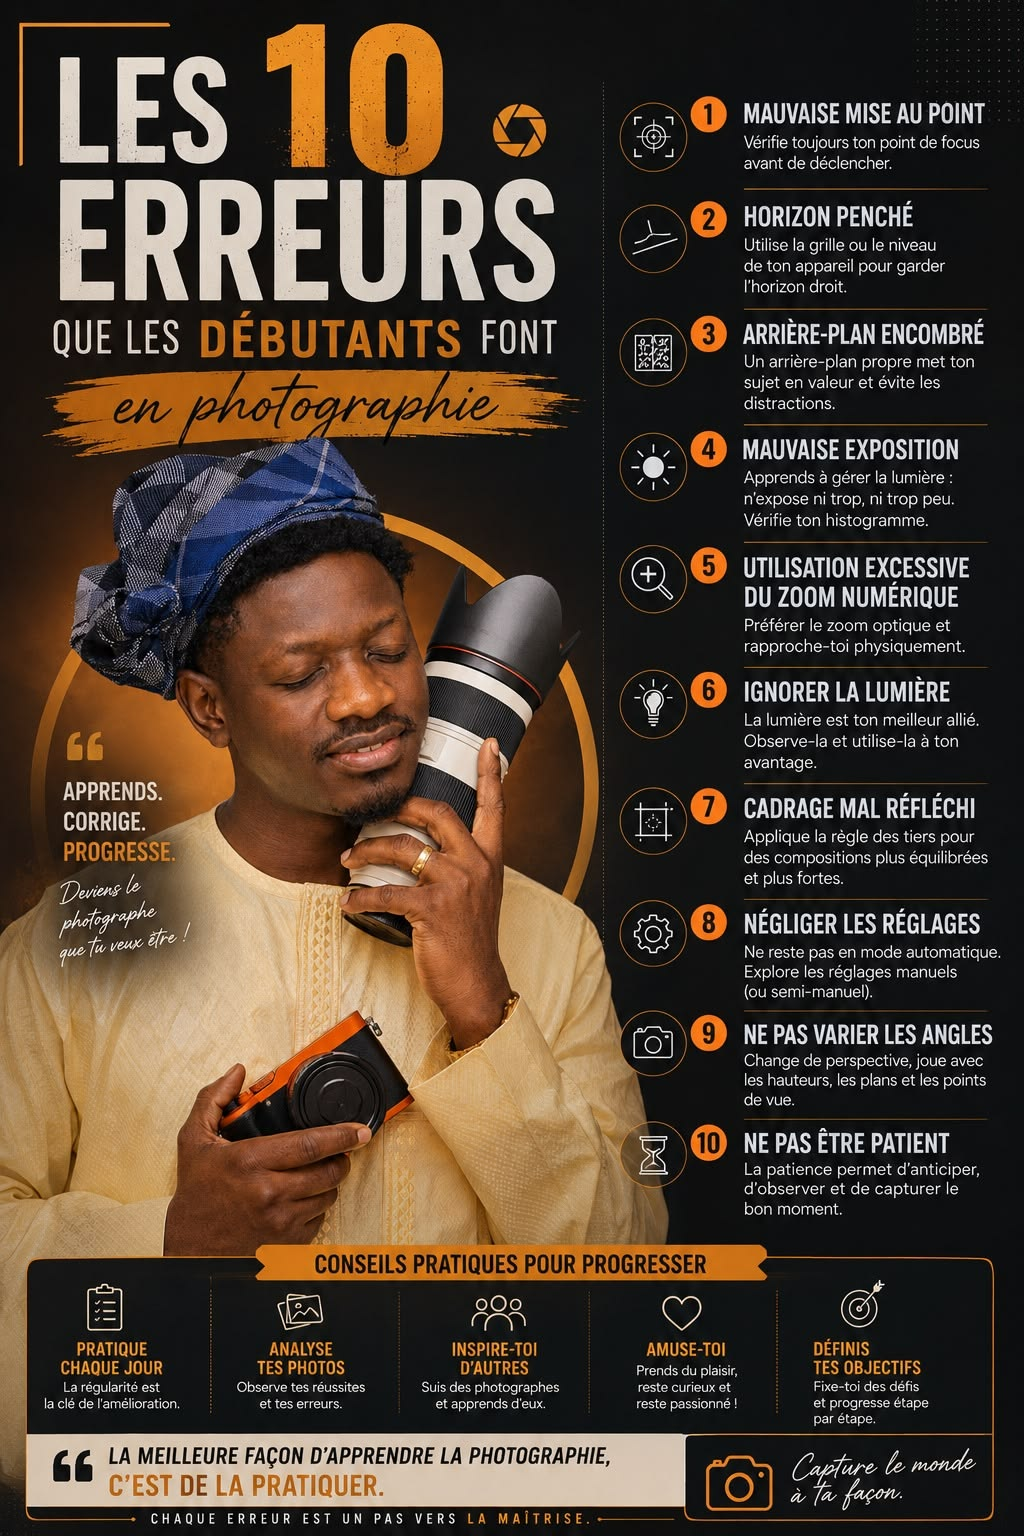 LES 10
ERREURS
QUE LES DÉBUTANTS FONT
en photographie
APPRENDS.
CORRIGE.
PROGRESSE.
Deviens le
photographe
que tu veux être !
1 MAUVAISE MISE AU POINT
Vérifie toujours ton point de focus
avant de déclencher.
2 HORIZON PENCHÉ
Utilise la grille ou le niveau
de ton appareil pour garder
l'horizon droit.
3 ARRIÈRE-PLAN ENCOMBRÉ
Un arrière-plan propre met ton
sujet en valeur et évite les
distractions.
4 MAUVAISE EXPOSITION
Apprends à gérer la lumière :
n'expose ni trop, ni trop peu.
Vérifie ton histogramme.
5 UTILISATION EXCESSIVE
DU ZOOM NUMÉRIQUE
Préférer le zoom optique et
rapproche-toi physiquement.
6 IGNORER LA LUMIÈRE
La lumière est ton meilleur allié.
Observe-la et utilise-la à ton
avantage.
7 CADRAGE MAL RÉFLÉCHI
Applique la règle des tiers pour
des compositions plus équilibrées
et plus fortes.
8 NÉGLIGER LES RÉGLAGES
Ne reste pas en mode automatique.
Explore les réglages manuels
(ou semi-manuel).
9 NE PAS VARIER LES ANGLES
Change de perspective, joue avec
les hauteurs, les plans et les points
de vue.
10 NE PAS ÊTRE PATIENT
La patience permet d'anticiper,
d'observer et de capturer le
bon moment.
CONSEILS PRATIQUES POUR PROGRESSER
PRATIQUE
CHAQUE JOUR
La régularité est
la clé de l'amélioration.
ANALYSE
TES PHOTOS
Observe tes réussites
et tes erreurs.
INSPIRE-TOI
D'AUTRES
Suis des photographes
et apprends d'eux.
AMUSE-TOI
Prends du plaisir,
reste curieux et
reste passionné !
DÉFINIS
TES OBJECTIFS
Fixe-toi des défis
et progresse étape
par étape.
LA MEILLEURE FAÇON D'APPRENDRE LA PHOTOGRAPHIE,
C'EST DE LA PRATIQUER.
Capture le monde
à ta façon.
CHAQUE ERREUR EST UN PAS VERS LA MAÎTRISE.